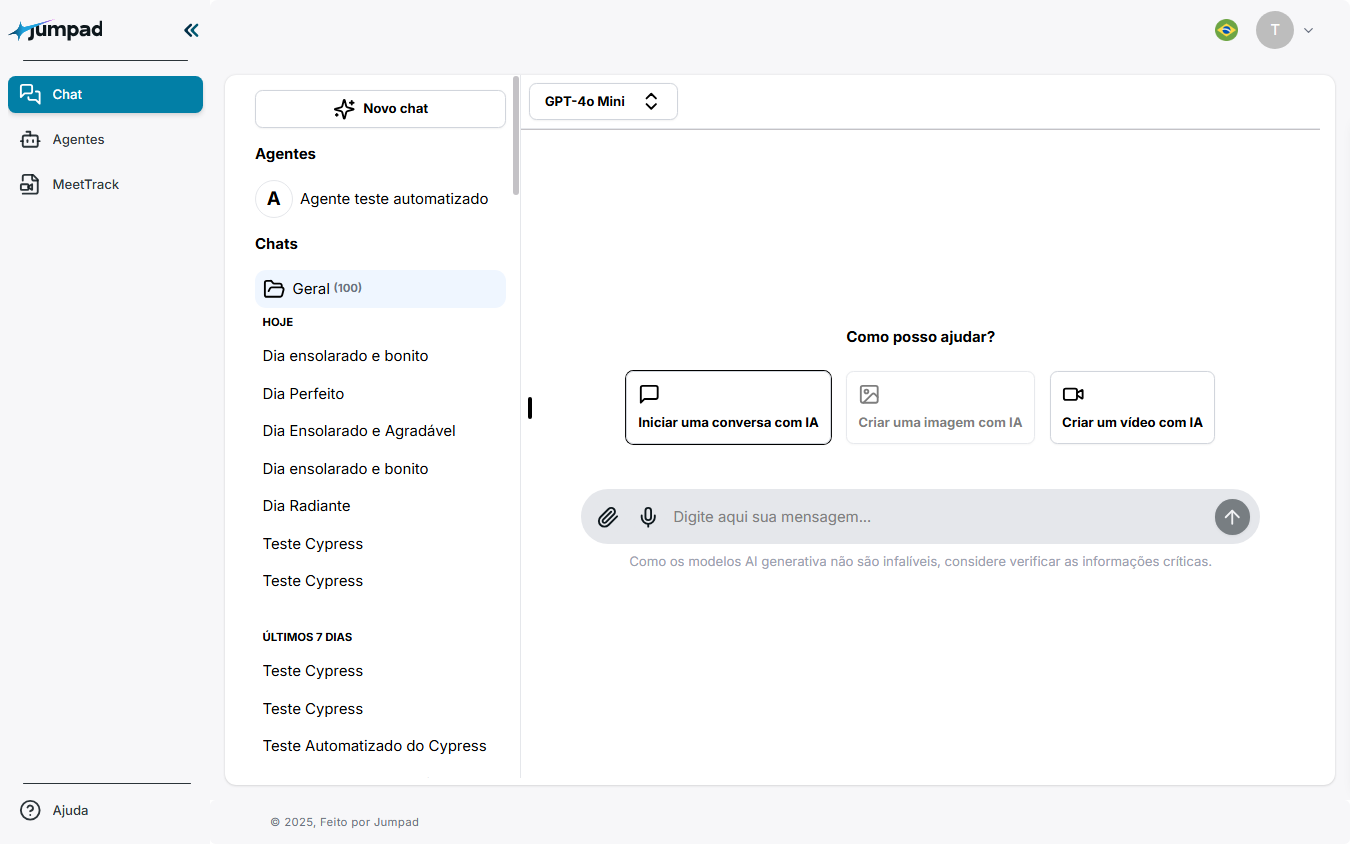 jumpad
Chat
Agentes
MeetTrack
Ajuda
Novo chat
Agentes
A
Agente teste automatizado
Chats
Geral (100)
HOJE
Dia ensolarado e bonito
Dia Perfeito
Dia Ensolarado e Agradável
Dia ensolarado e bonito
Dia Radiante
Teste Cypress
Teste Cypress
ÚLTIMOS 7 DIAS
Teste Cypress
Teste Cypress
Teste Automatizado do Cypress
T
GPT-4o Mini
Como posso ajudar?
Iniciar uma conversa com IA
Criar uma imagem com IA
Criar um vídeo com IA
Digite aqui sua mensagem...
Como os modelos AI generativa não são infalíveis, considere verificar as informações críticas.
© 2025, Feito por Jumpad